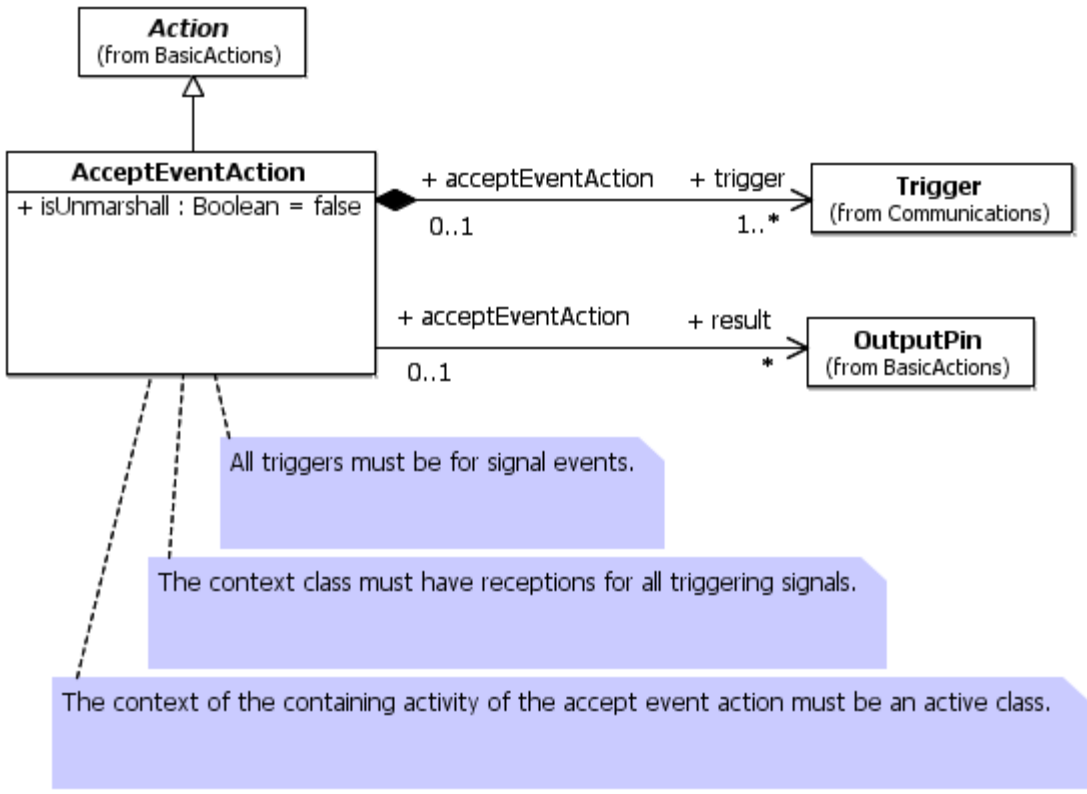 Action
(from BasicActions)
AcceptEventAction
+ isUnmarshall : Boolean = false
+ acceptEventAction
+ trigger
0..1
1..*
Trigger
(from Communications)
+ acceptEventAction
+ result
0..1
*
OutputPin
(from BasicActions)
All triggers must be for signal events.
The context class must have receptions for all triggering signals.
The context of the containing activity of the accept event action must be an active class.